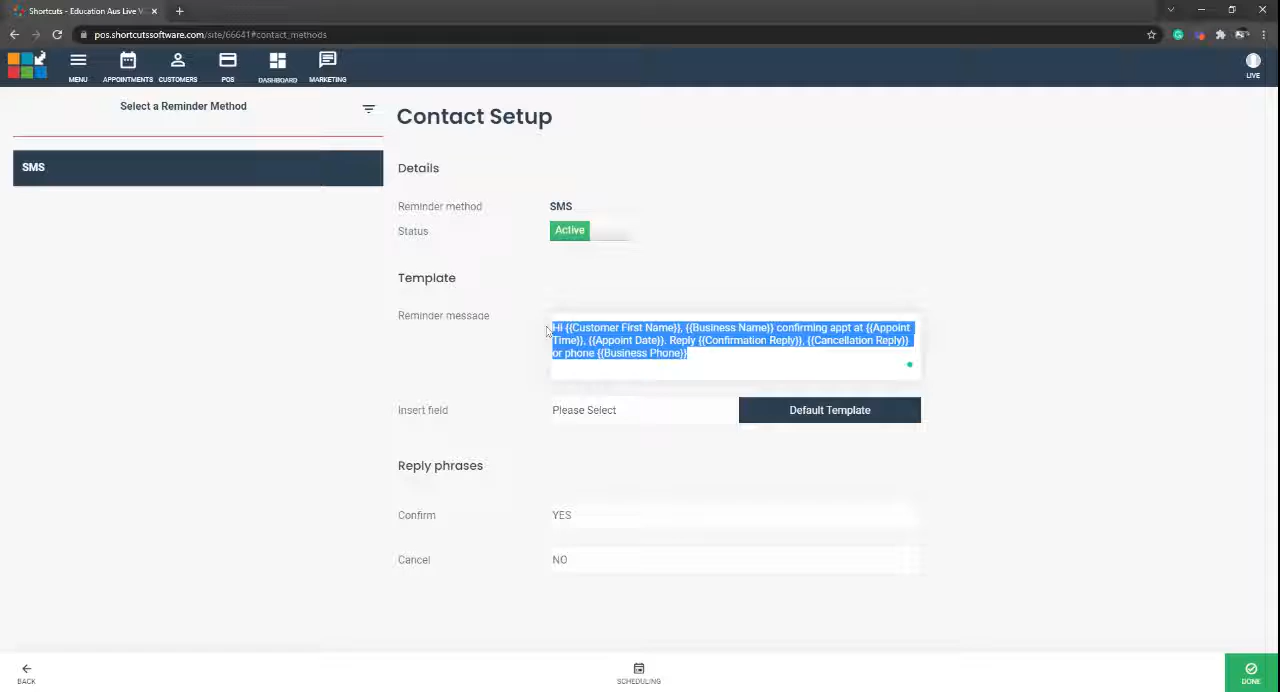 Shortcuts - Education Aus Live V
pos.shortcutssoftware.com/site/66641#contact_methods
MENU
APPOINTMENTS
CUSTOMERS
POS
DASHBOARD
MARKETING
LIVE
Select a Reminder Method
SMS
Contact Setup
Details
Reminder method
SMS
Status
Active
Template
Reminder message
Hi {{Customer First Name}}, {{Business Name}} confirming appt at {{Appoint
Time}}, {{Appoint Date}}. Reply {{Confirmation Reply}}, {{Cancellation Reply}}
or phone {{Business Phone}}
Insert field
Please Select
Default Template
Reply phrases
Confirm
YES
Cancel
NO
BACK
SCHEDULING
DONE